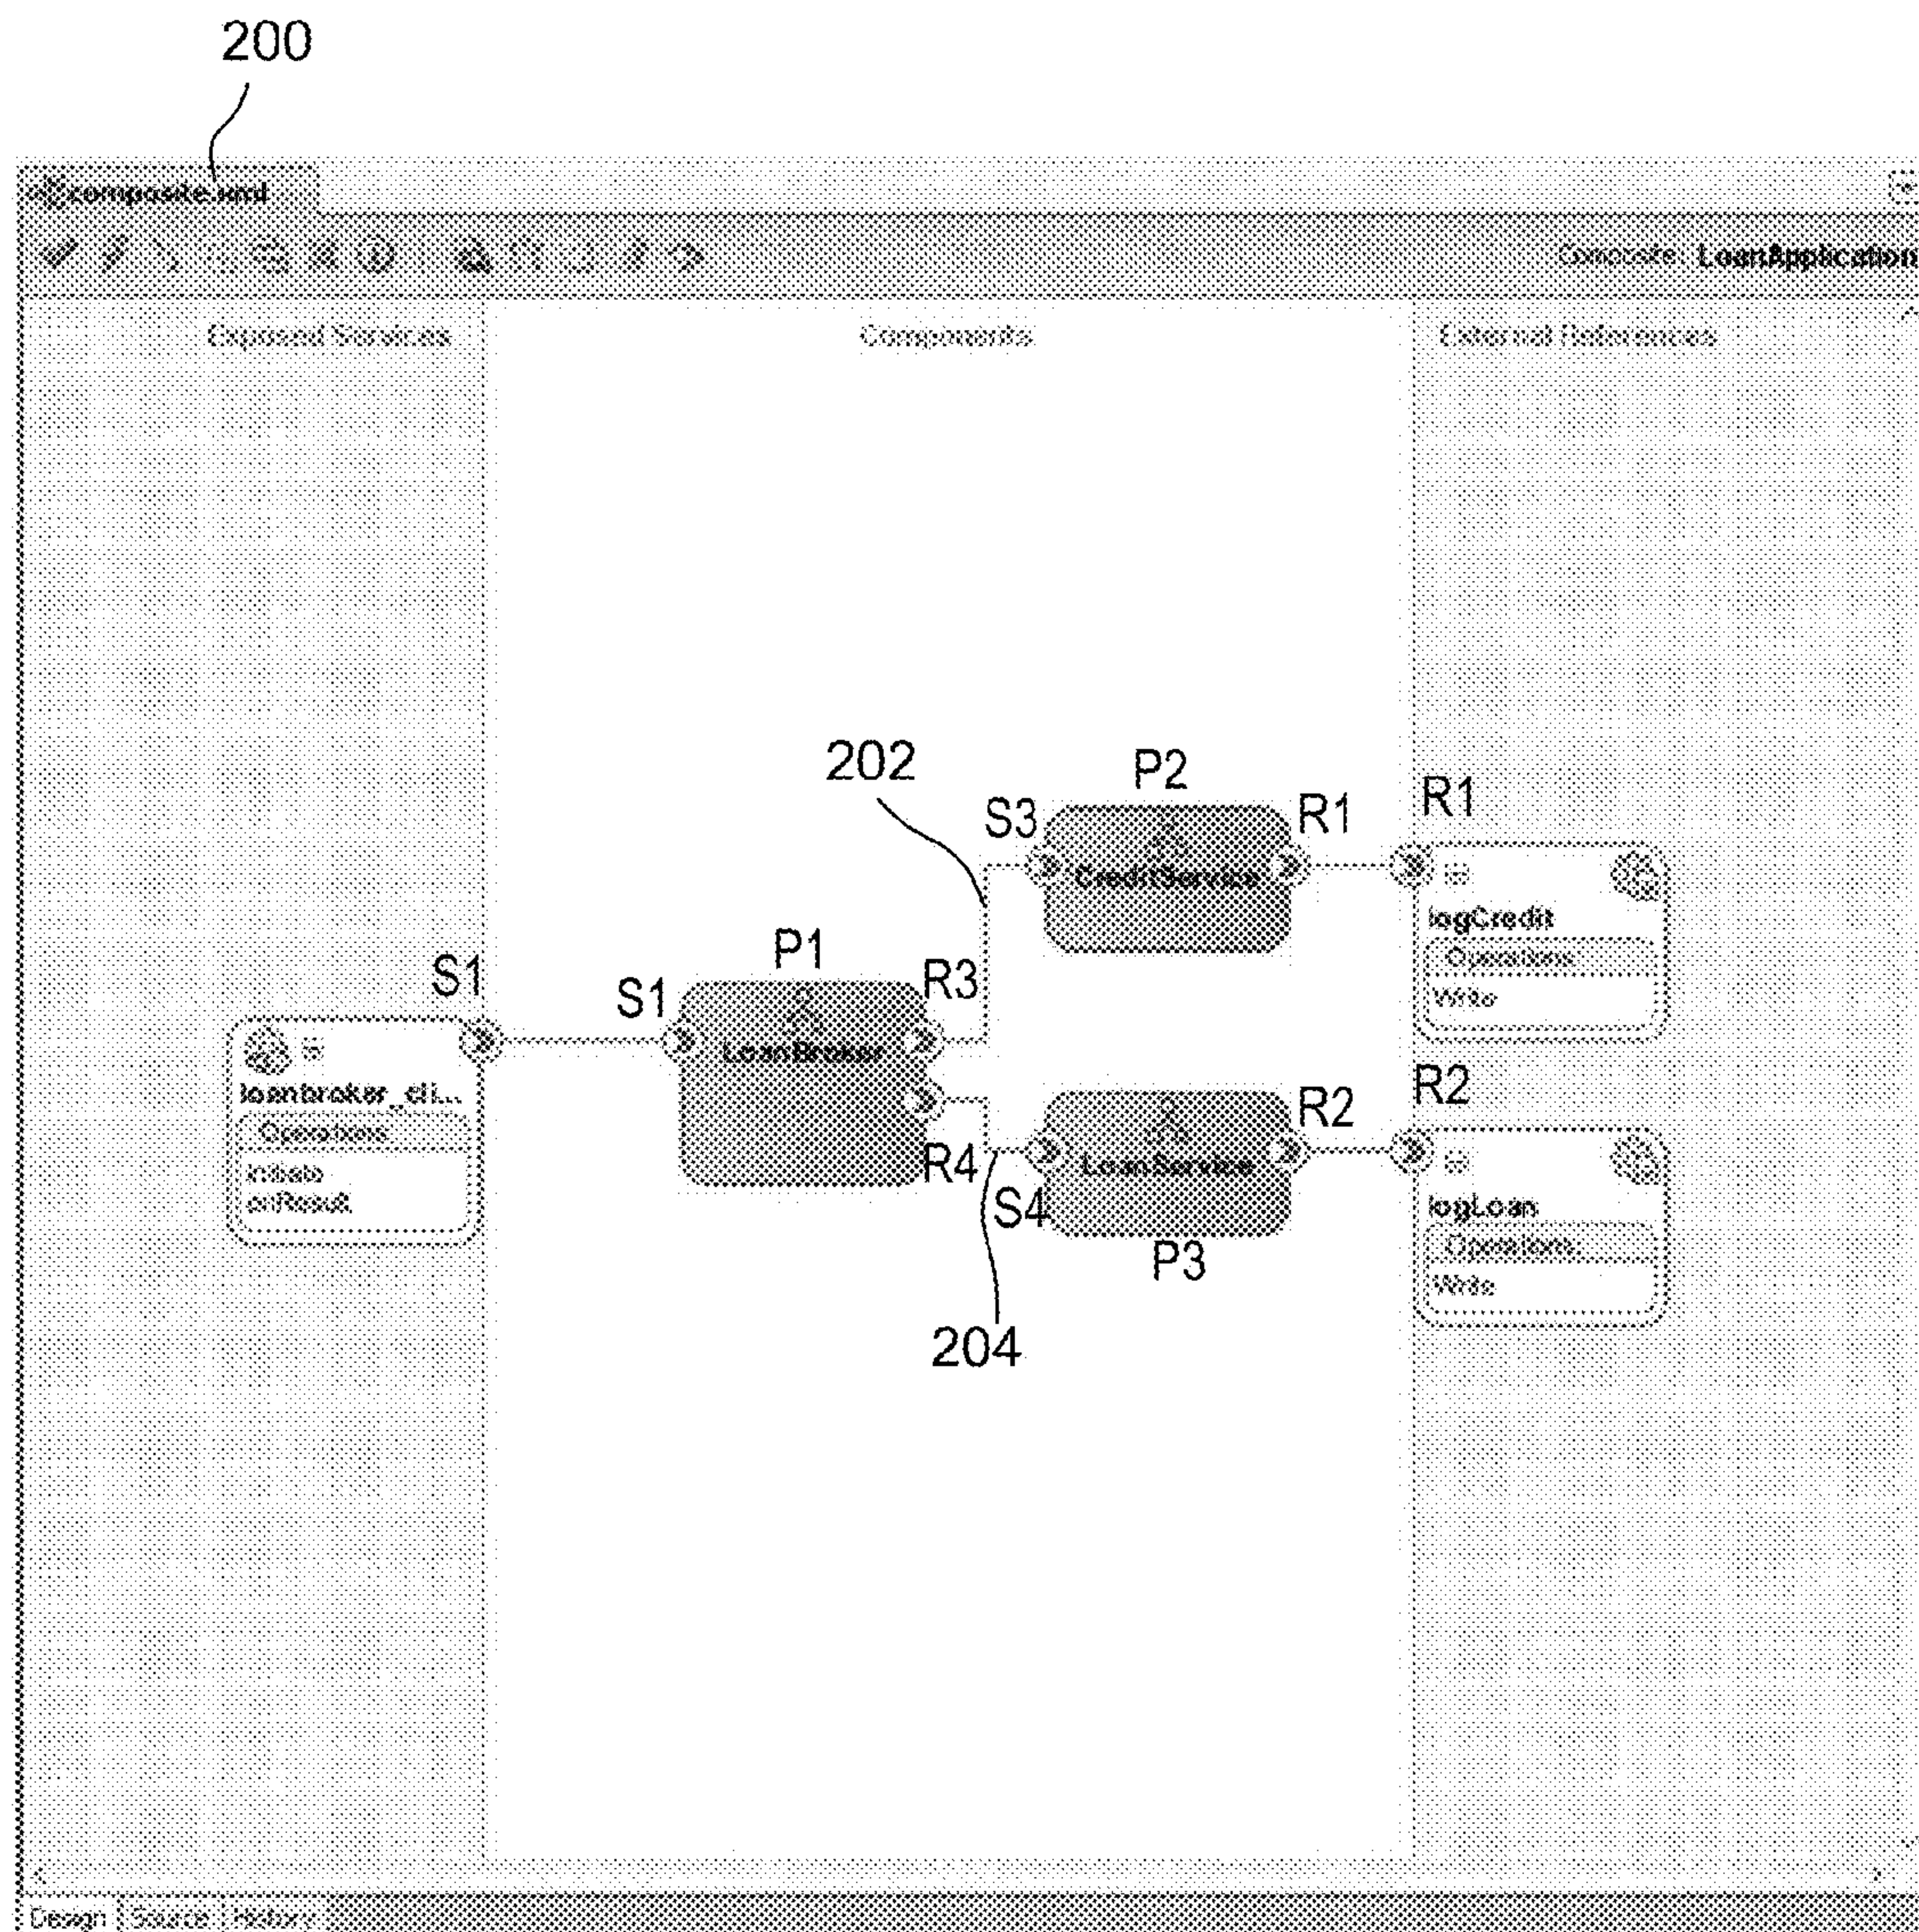 200
composite.xml
Composite: LoanApplication
Exposed Services
Components
External References
202
P2
S3
R1
R1
CreditService
logCredit
Operations
Write
P1
S1
S1
R3
LoanBroker
loanbroker_cli...
Operations
initiate
onResult
R4
S4
LoanService
R2
R2
P3
logLoan
Operations
Write
204
Design
Source
History